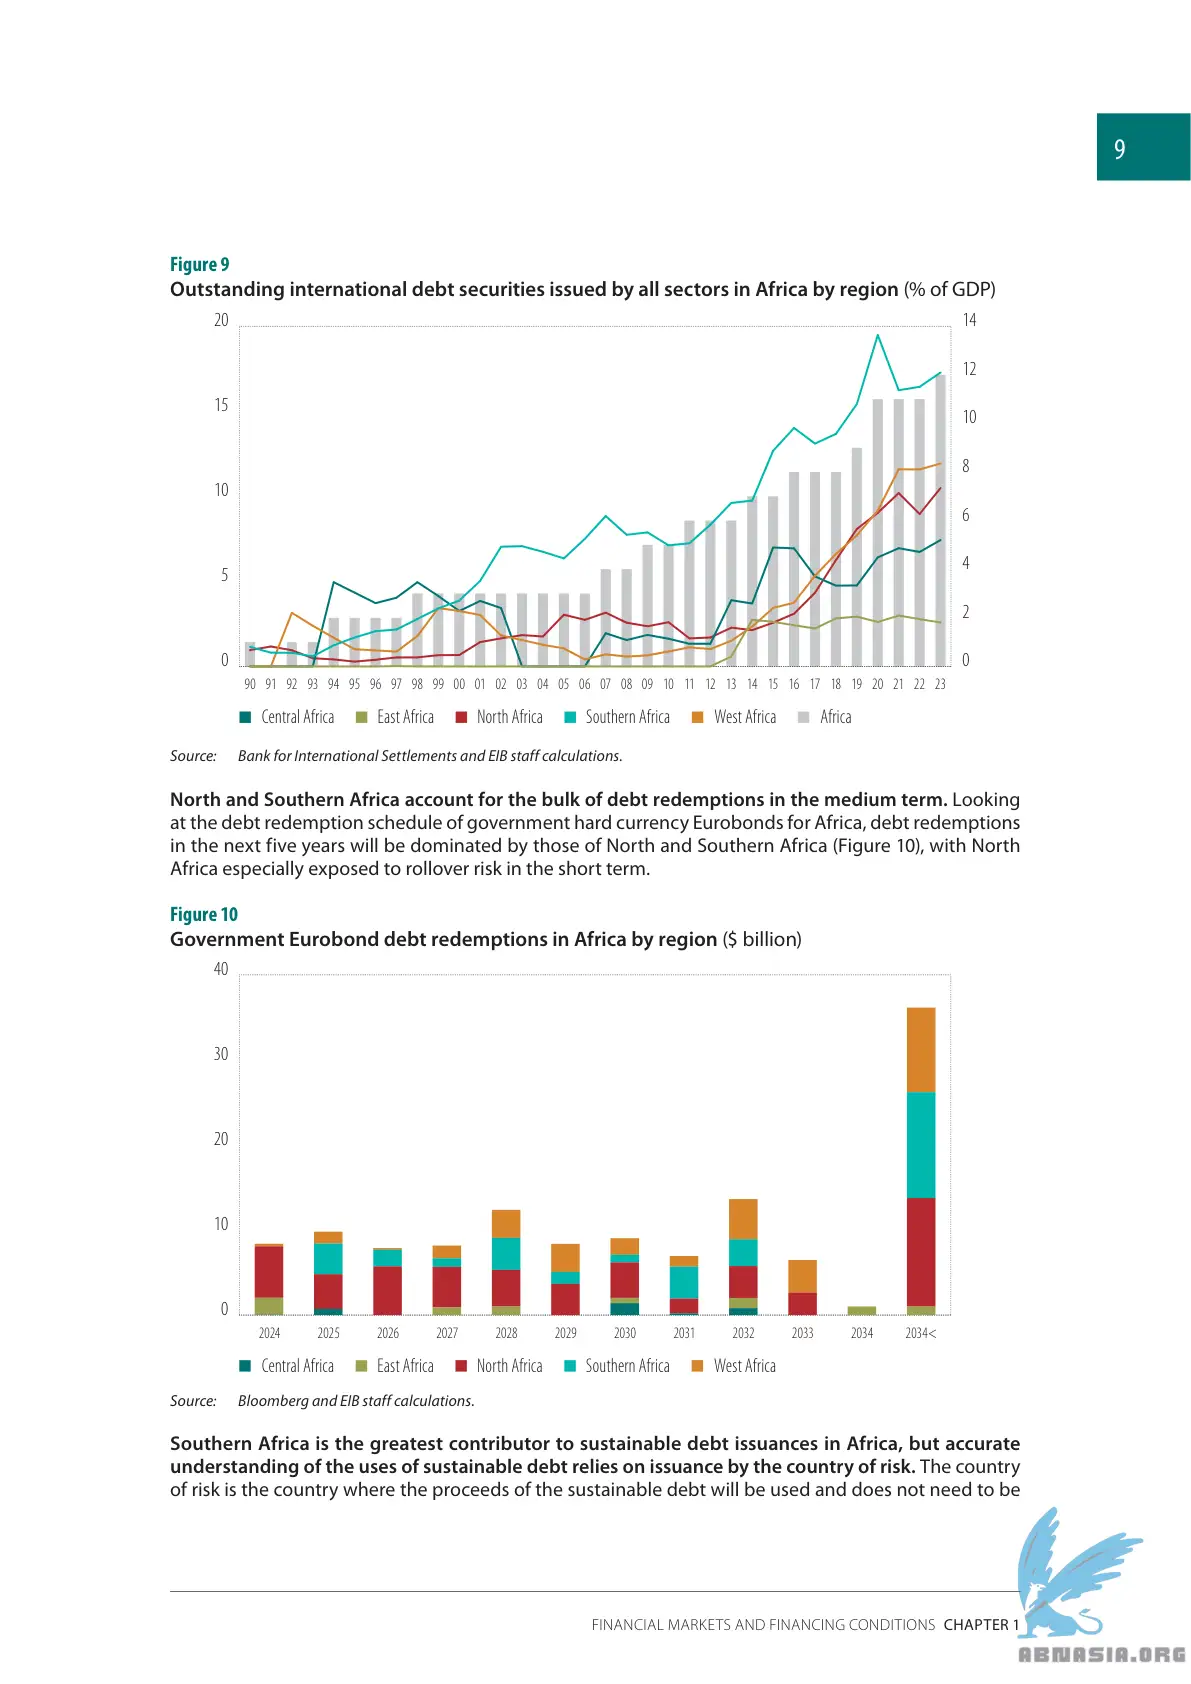 9
Figure 9
Outstanding international debt securities issued by all sectors in Africa by region (% of GDP)
20 14
12
15
10
10 8
6
5 4
2
0 0
90 91 92 93 94 95 96 97 98 99 00 01 02 03 04 05 06 07 08 09 10 11 12 13 14 15 16 17 18 19 20 21 22 23
Central Africa East Africa North Africa Southern Africa West Africa Africa
Source: Bank for International Settlements and EIB staff calculations.
North and Southern Africa account for the bulk of debt redemptions in the medium term. Looking
at the debt redemption schedule of government hard currency Eurobonds for Africa, debt redemptions
in the next five years will be dominated by those of North and Southern Africa (Figure 10), with North
Africa especially exposed to rollover risk in the short term.
Figure 10
Government Eurobond debt redemptions in Africa by region ($ billion)
40
30
20
10
0
2024 2025 2026 2027 2028 2029 2030 2031 2032 2033 2034 2034<
Central Africa East Africa North Africa Southern Africa West Africa
Source: Bloomberg and EIB staff calculations.
Southern Africa is the greatest contributor to sustainable debt issuances in Africa, but accurate
understanding of the uses of sustainable debt relies on issuance by the country of risk. The country
of risk is the country where the proceeds of the sustainable debt will be used and does not need to be
FINANCIAL MARKETS AND FINANCING CONDITIONS CHAPTER 1
ABNASIA.ORG